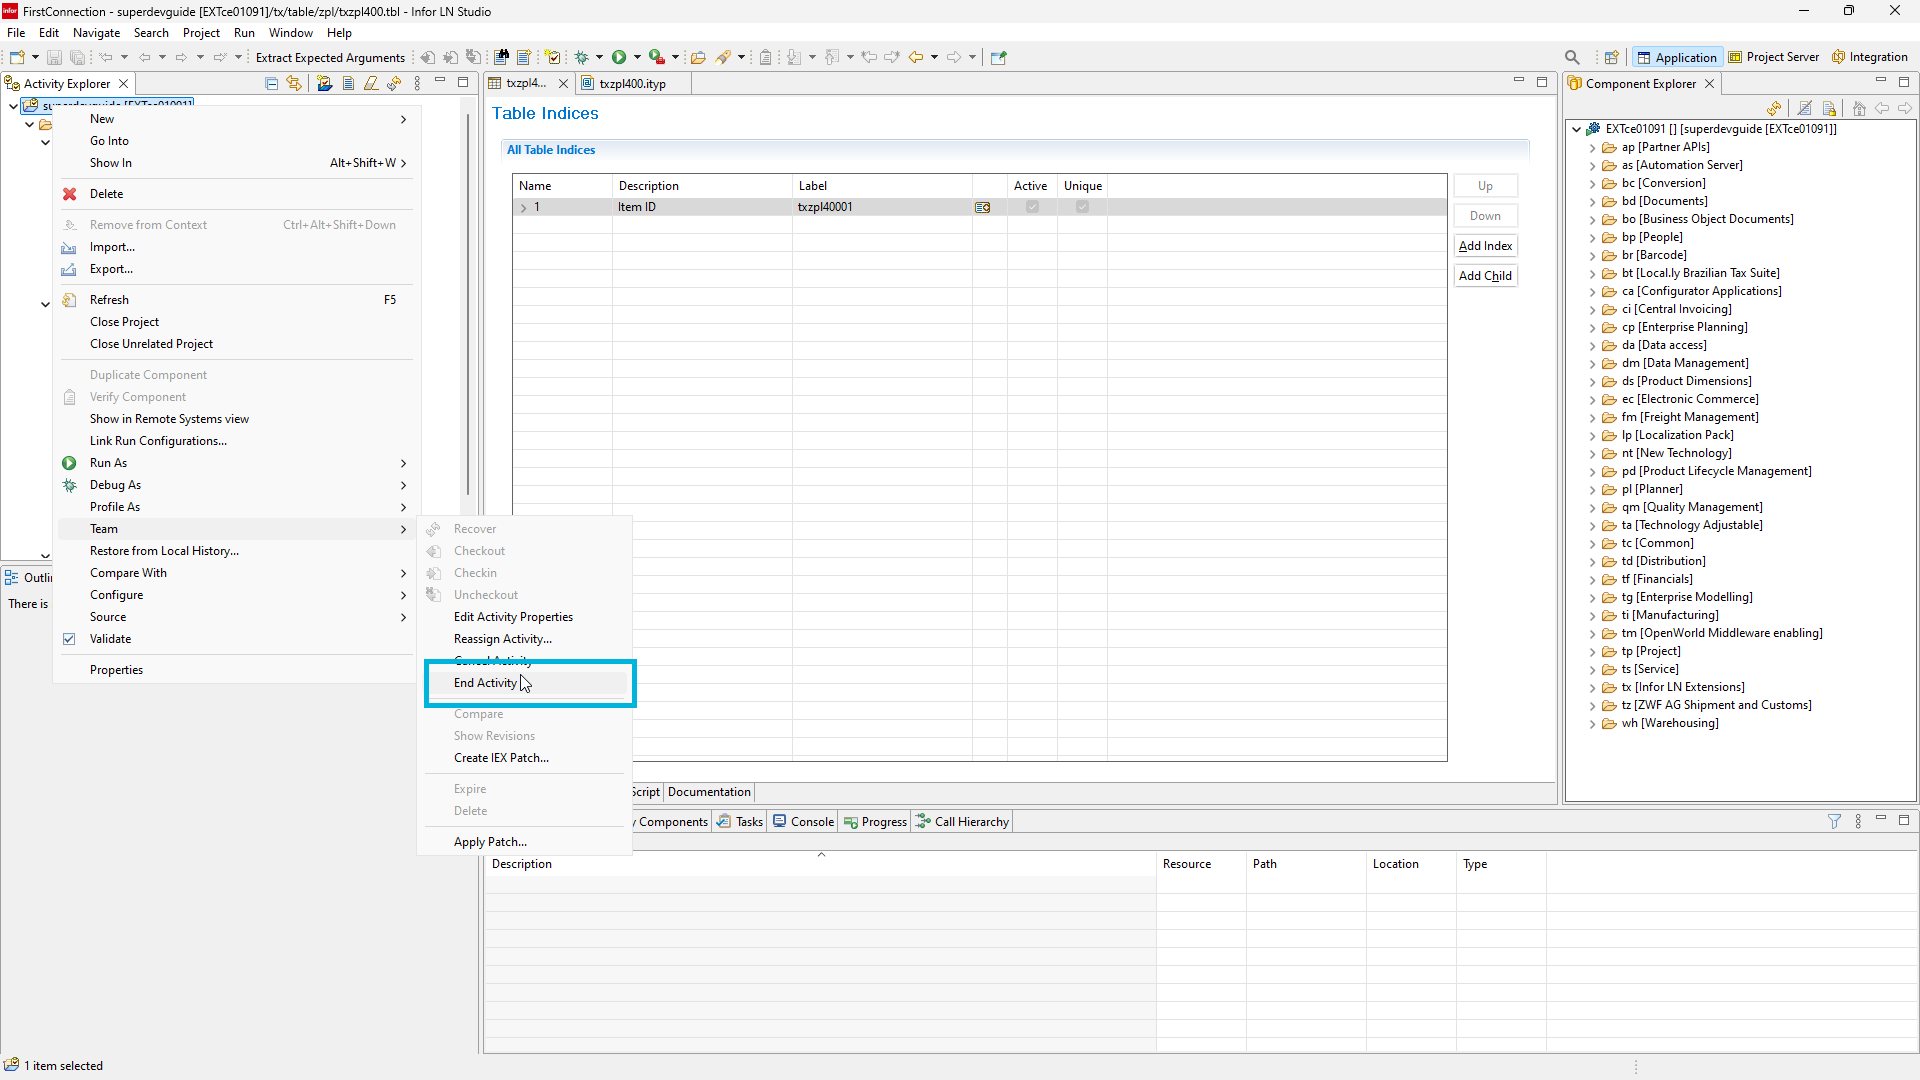 infor FirstConnection - superdevguide [EXTce01091]/tx/table/zpl/txzpl400.tbl - Infor LN Studio
File Edit Navigate Search Project Run Window Help
Extract Expected Arguments
Application Project Server Integration
Activity Explorer
superdevguide [EXTce01091]
New
Go Into
Show In Alt+Shift+W
Delete
Remove from Context Ctrl+Alt+Shift+Down
Import...
Export...
Refresh F5
Close Project
Close Unrelated Project
Duplicate Component
Verify Component
Show in Remote Systems view
Link Run Configurations...
Run As
Debug As
Profile As
Team
Restore from Local History...
Compare With
Configure
Source
Validate
Properties
Outli
There is
Recover
Checkout
Checkin
Uncheckout
Edit Activity Properties
Reassign Activity...
Cancel Activity
End Activity
Compare
Show Revisions
Create IEX Patch...
Expire
Delete
Apply Patch...
txzpl4... txzpl400.ityp
Table Indices
All Table Indices
Name Description Label Active Unique
1 Item ID txzpl40001
Up
Down
Add Index
Add Child
Script Documentation
y Components Tasks Console Progress Call Hierarchy
Description Resource Path Location Type
Component Explorer
EXTce01091 [] [superdevguide [EXTce01091]]
ap [Partner APIs]
as [Automation Server]
bc [Conversion]
bd [Documents]
bo [Business Object Documents]
bp [People]
br [Barcode]
bt [Local.ly Brazilian Tax Suite]
ca [Configurator Applications]
ci [Central Invoicing]
cp [Enterprise Planning]
da [Data access]
dm [Data Management]
ds [Product Dimensions]
ec [Electronic Commerce]
fm [Freight Management]
lp [Localization Pack]
nt [New Technology]
pd [Product Lifecycle Management]
pl [Planner]
qm [Quality Management]
ta [Technology Adjustable]
tc [Common]
td [Distribution]
tf [Financials]
tg [Enterprise Modelling]
ti [Manufacturing]
tm [OpenWorld Middleware enabling]
tp [Project]
ts [Service]
tx [Infor LN Extensions]
tz [ZWF AG Shipment and Customs]
wh [Warehousing]
1 item selected